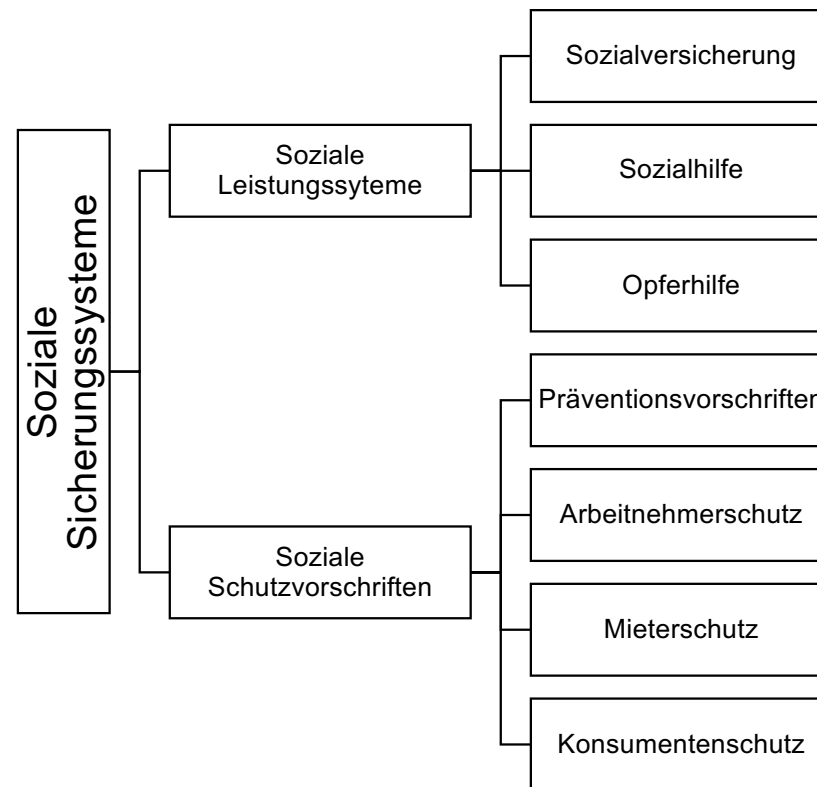 Soziale
Sicherungssysteme
Soziale
Leistungssyteme
Sozialversicherung
Sozialhilfe
Opferhilfe
Soziale
Schutzvorschriften
Präventionsvorschriften
Arbeitnehmerschutz
Mieterschutz
Konsumentenschutz